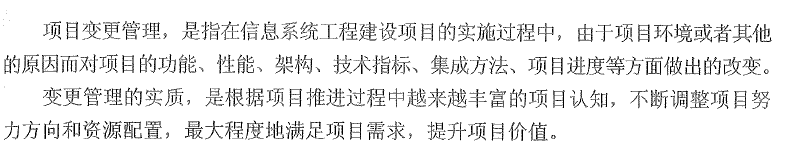 项目变更管理，是指在信息系统工程建设项目的实施过程中，由于项目环境或者其他
的原因而对项目的功能、性能、架构、技术指标、集成方法、项目进度等方面做出的改变。
变更管理的实质，是根据项目推进过程中越来越丰富的项目认知，不断调整项目努
力方向和资源配置，最大程度地满足项目需求，提升项目价值。